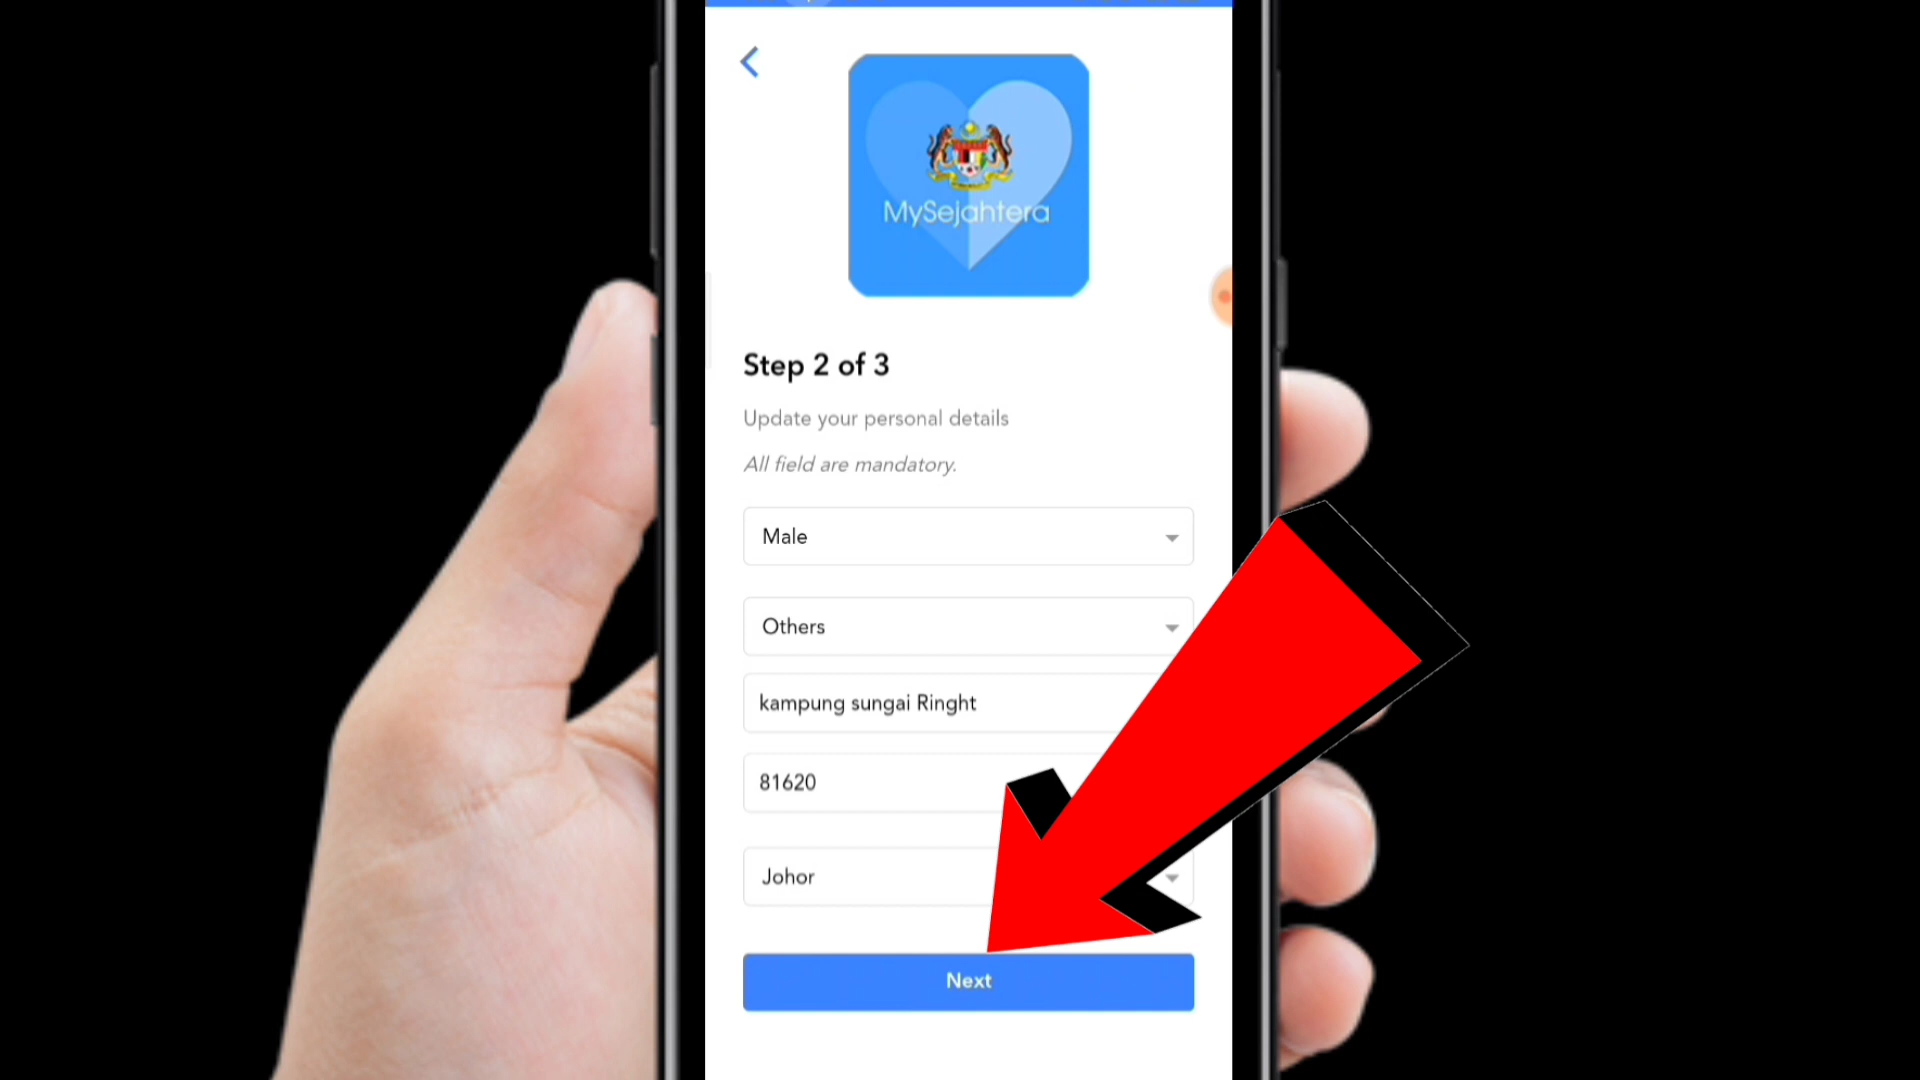 MySejahtera
Step 2 of 3
Update your personal details
All field are mandatory.
Male
Others
kampung sungai Ringht
81620
Johor
Next